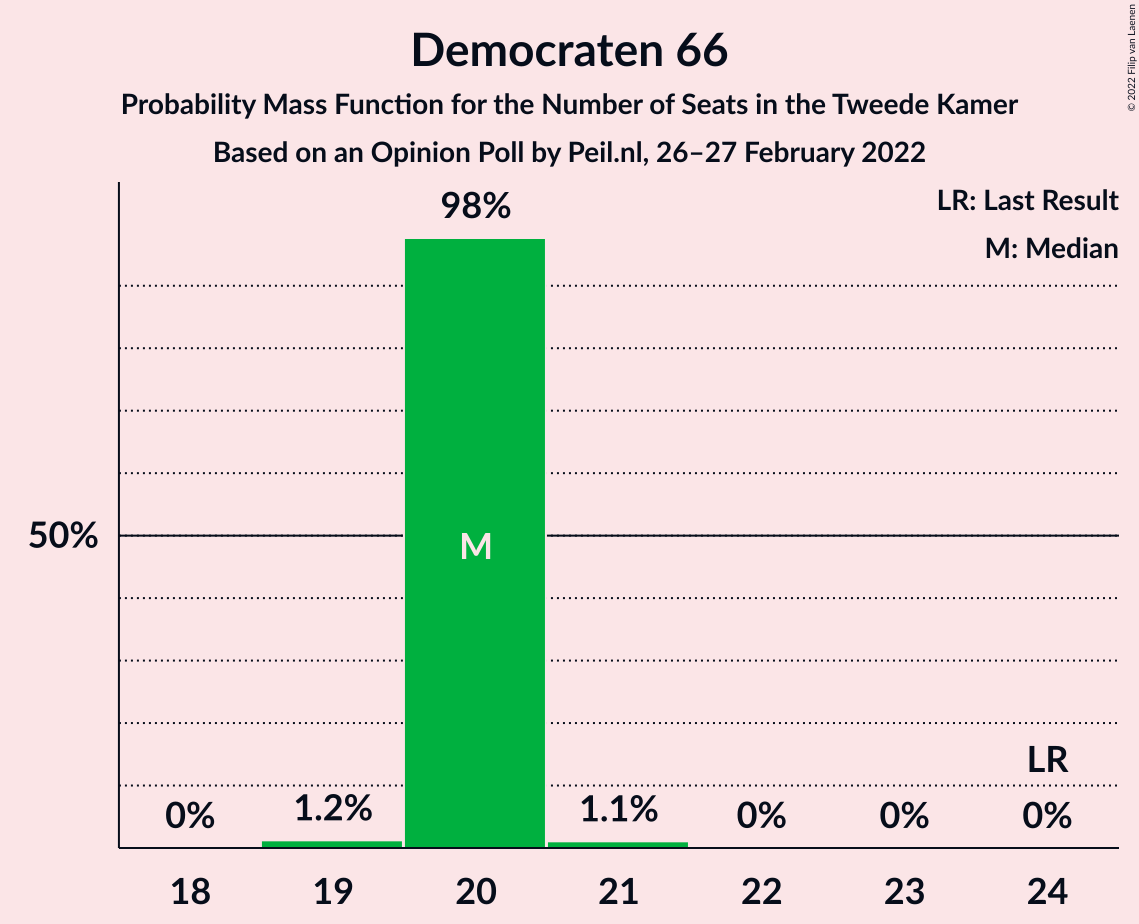 Democraten 66
Probability Mass Function for the Number of Seats in the Tweede Kamer
Based on an Opinion Poll by Peil.nl, 26–27 February 2022
© 2022 Filip van Laenen
LR: Last Result
M: Median
98%
50%
M
LR
0%
1.2%
1.1%
0%
0%
0%
18
19
20
21
22
23
24